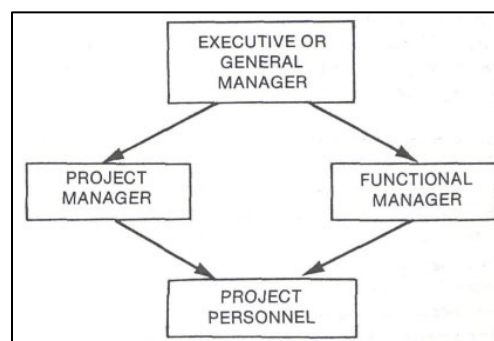 EXECUTIVE OR
GENERAL
MANAGER
PROJECT
MANAGER
FUNCTIONAL
MANAGER
PROJECT
PERSONNEL